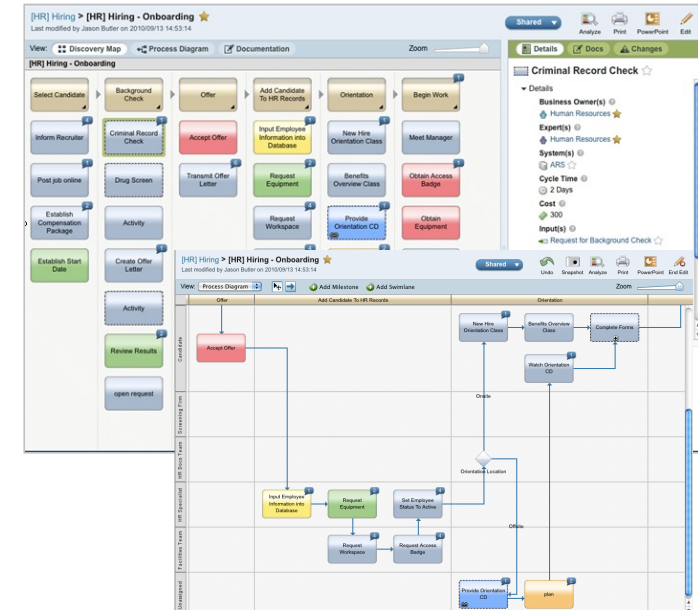 [HR] Hiring > [HR] Hiring - Onboarding
Last modified by Jason Butler on 2010/09/13 14:53:14
Shared
Analyze
Print
PowerPoint
Edit
View:
Discovery Map
Process Diagram
Documentation
Zoom
Details
Docs
Changes
[HR] Hiring - Onboarding
Select Candidate
Background
Check
Offer
Add Candidate
To HR Records
Orientation
Begin Work
Inform Recruiter
Criminal Record
Check
Accept Offer
Input Employee
Information into
Database
New Hire
Orientation Class
Meet Manager
Post job online
Drug Screen
Transmit Offer
Letter
Request
Equipment
Benefits
Overview Class
Obtain Access
Badge
Establish
Compensation
Package
Activity
Request
Workspace
Provide
Orientation CD
Obtain
Equipment
Establish Start
Date
Create Offer
Letter
Activity
Review Results
open request
Criminal Record Check
Details
Business Owner(s)
Human Resources
Expert(s)
Human Resources
System(s)
ARS
Cycle Time
2 Days
Cost
300
Input(s)
Request for Background Check
[HR] Hiring > [HR] Hiring - Onboarding
Last modified by Jason Butler on 2010/09/13 14:53:14
Shared
Undo
Snapshot
Analyze
Print
PowerPoint
End Edit
View:
Process Diagram
Add Milestone
Add Swimlane
Zoom
Offer
Add Candidate To HR Records
Orientation
Candidate
Accept Offer
New Hire
Orientation Class
Benefits Overview
Class
Complete Forms
Watch Orientation
CD
Screening Firm
Onsite
HR Docs Team
Orientation Location
HR Specialist
Input Employee
Information into
Database
Request
Equipment
Set Employee
Status To Active
Offsite
Facilities Team
Request
Workspace
Request Access
Badge
Unassigned
Provide Orientation
CD
plan